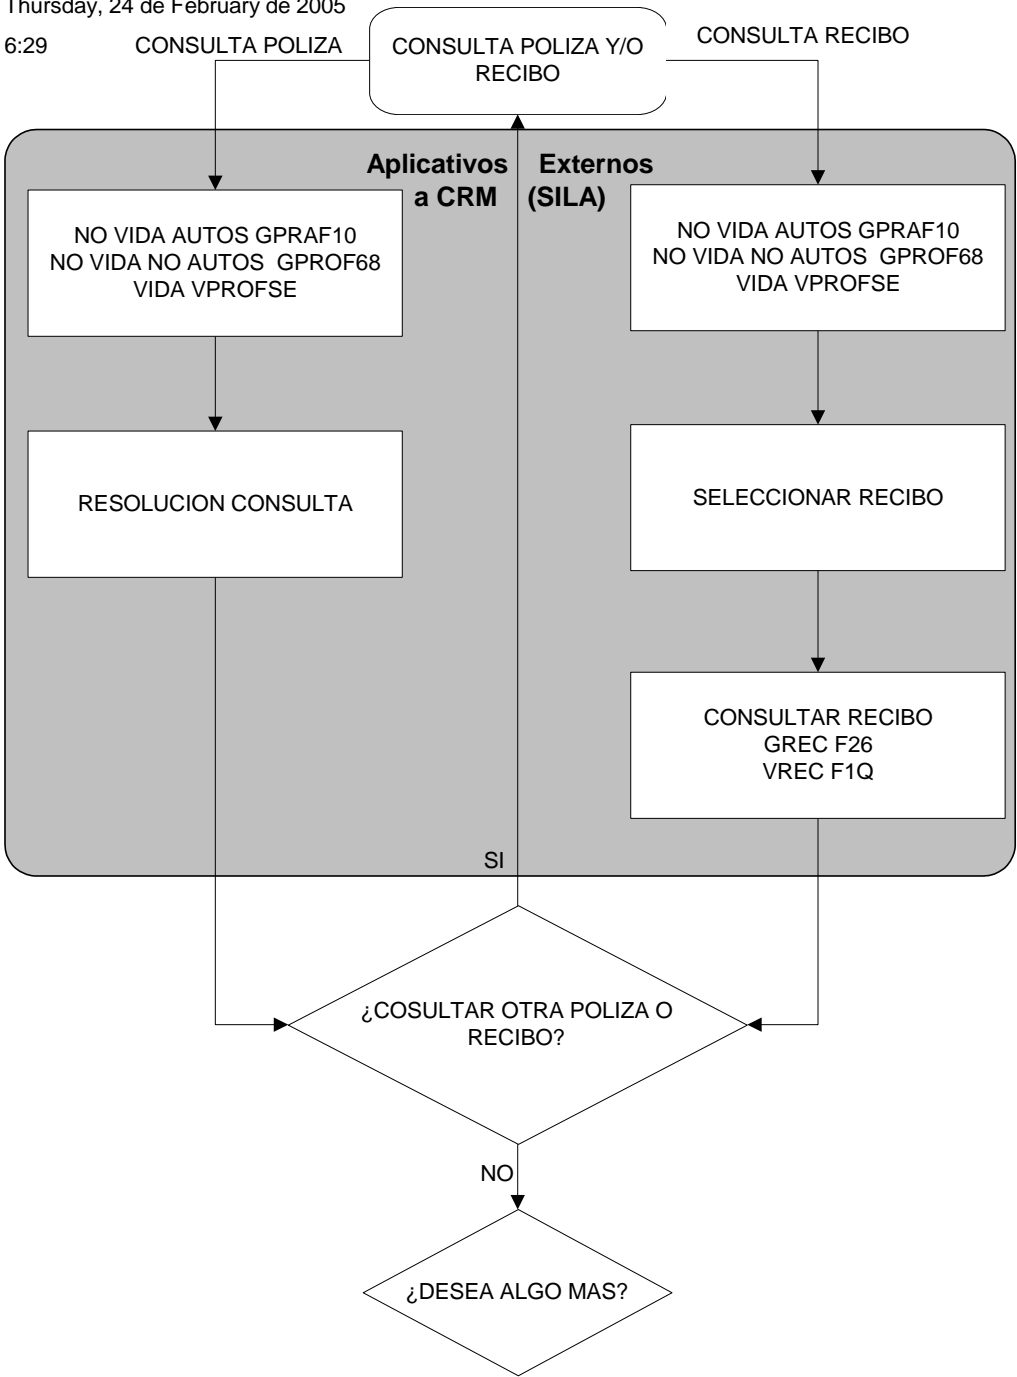 Thursday, 24 de February de 2005
6:29
CONSULTA POLIZA
CONSULTA POLIZA Y/O
RECIBO
CONSULTA RECIBO
Aplicativos Externos
a CRM (SILA)
NO VIDA AUTOS GPRAF10
NO VIDA NO AUTOS GPROF68
VIDA VPROFSE
NO VIDA AUTOS GPRAF10
NO VIDA NO AUTOS GPROF68
VIDA VPROFSE
RESOLUCION CONSULTA
SELECCIONAR RECIBO
CONSULTAR RECIBO
GREC F26
VREC F1Q
SI
¿COSULTAR OTRA POLIZA O
RECIBO?
NO
¿DESEA ALGO MAS?